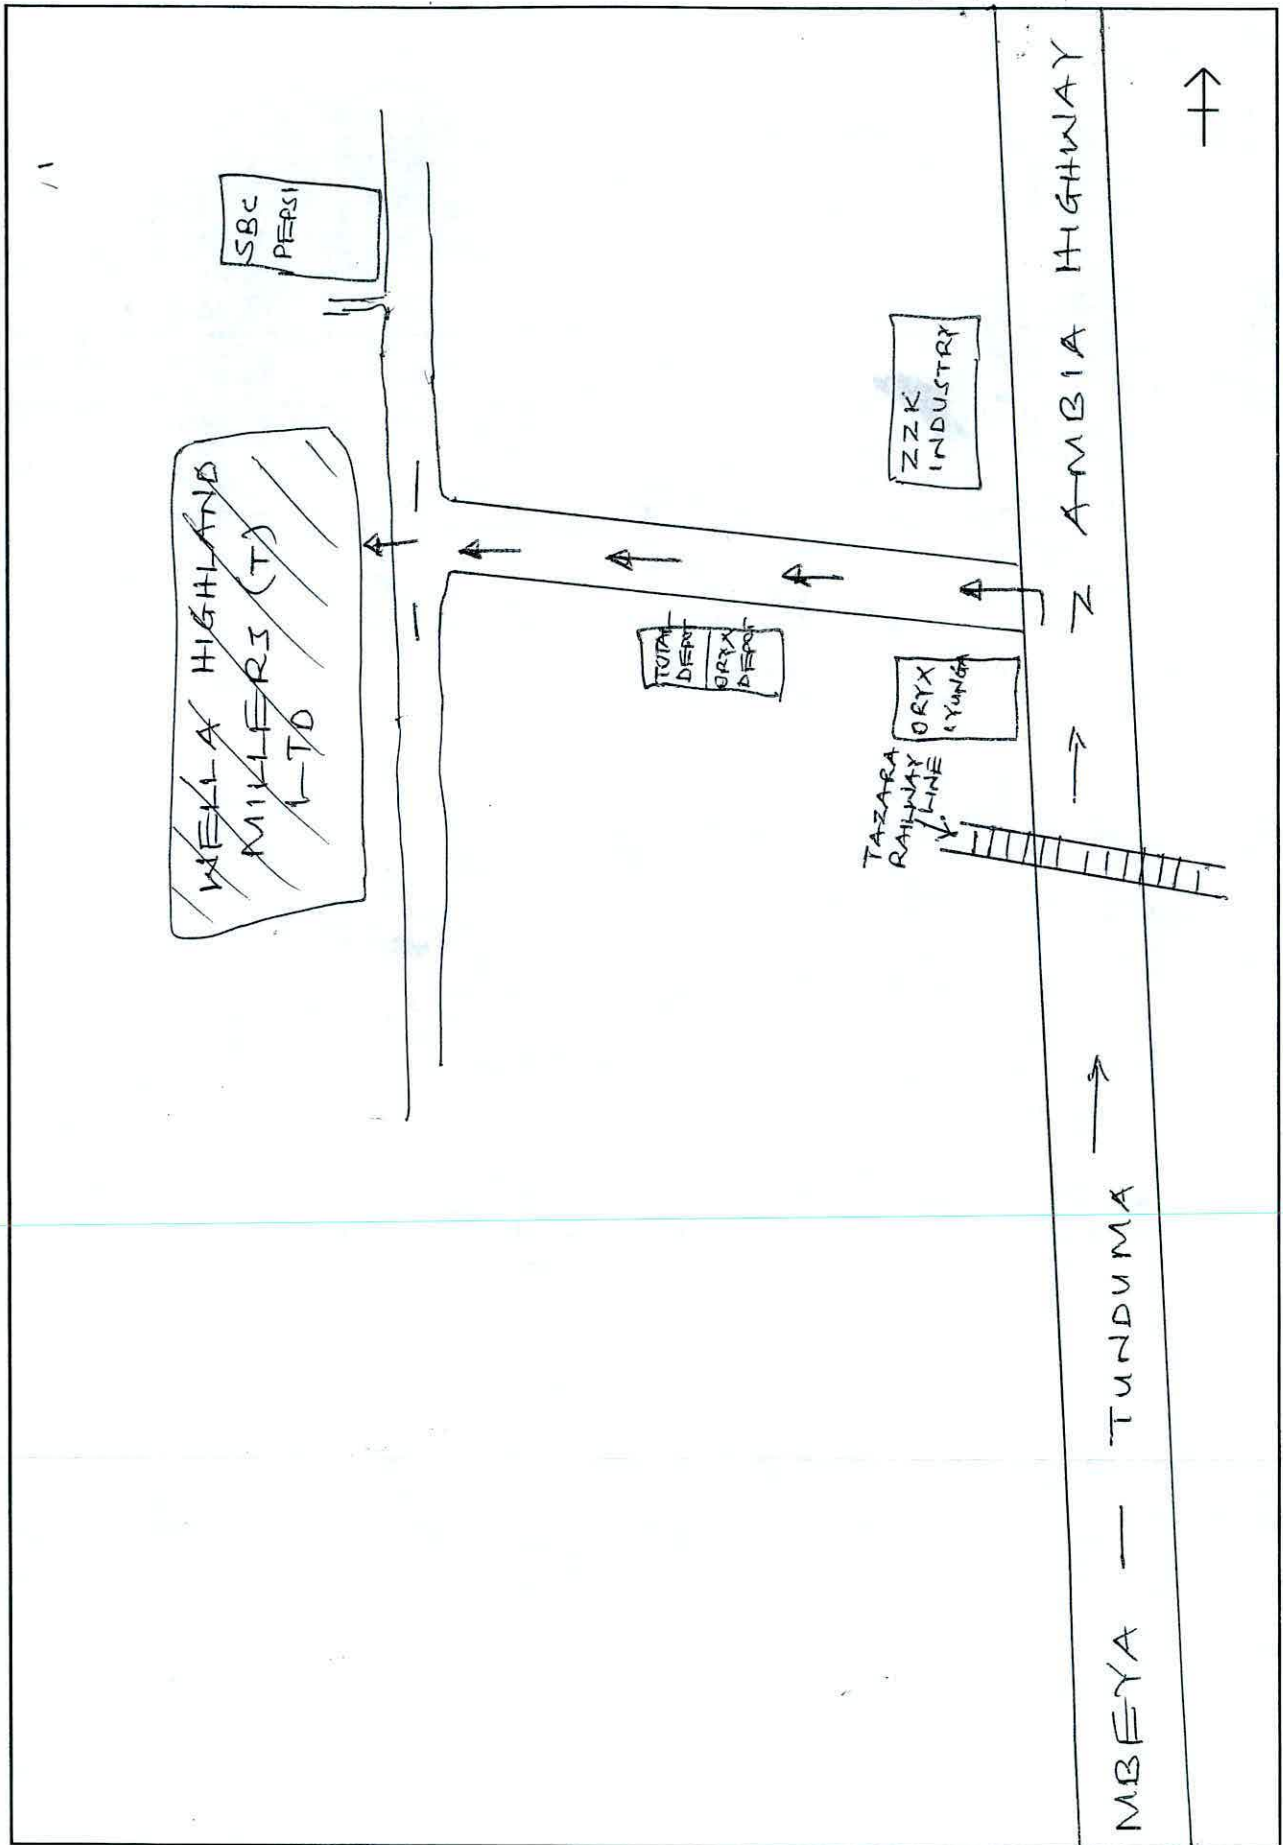 WELLA HIGHLAND
MILLERS (T)
LTD
SBC
PEPSI
TOTAL
DEPOT
ORYX
DEPOT
ZZK
INDUSTRY
ORYX
IYUNGA
TAZARA
RAILWAY
LINE
MBEYA — TUNDUMA → → ZAMBIA HIGHWAY